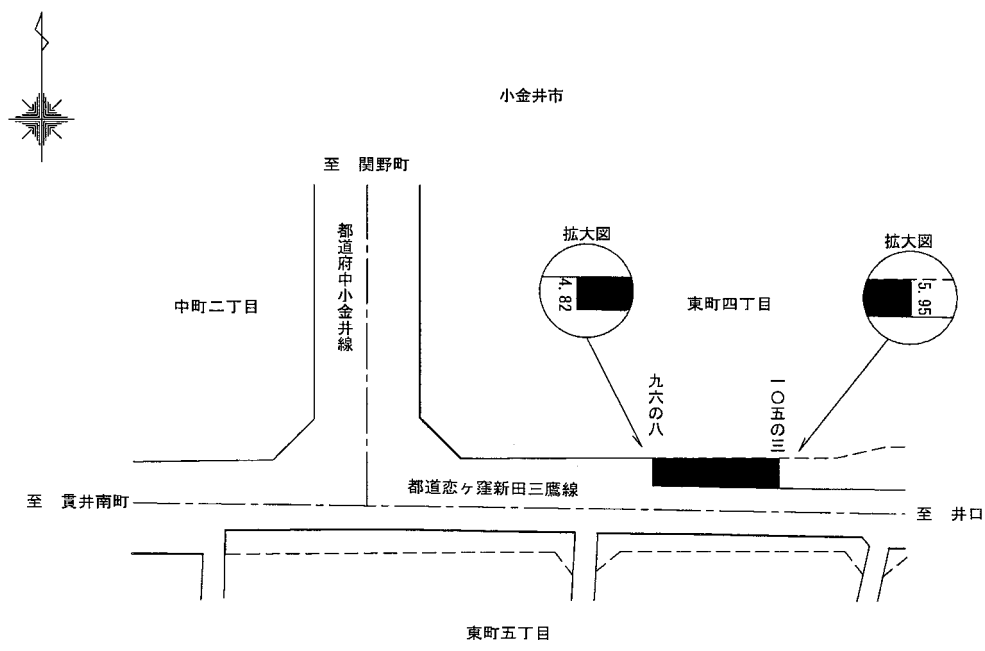 小金井市
至 関野町
都道府中小金井線
中町二丁目
拡大図
4.82
東町四丁目
拡大図
5.95
九六の八
一〇五の三
都道恋ヶ窪新田三鷹線
至 貫井南町
至 井口
東町五丁目